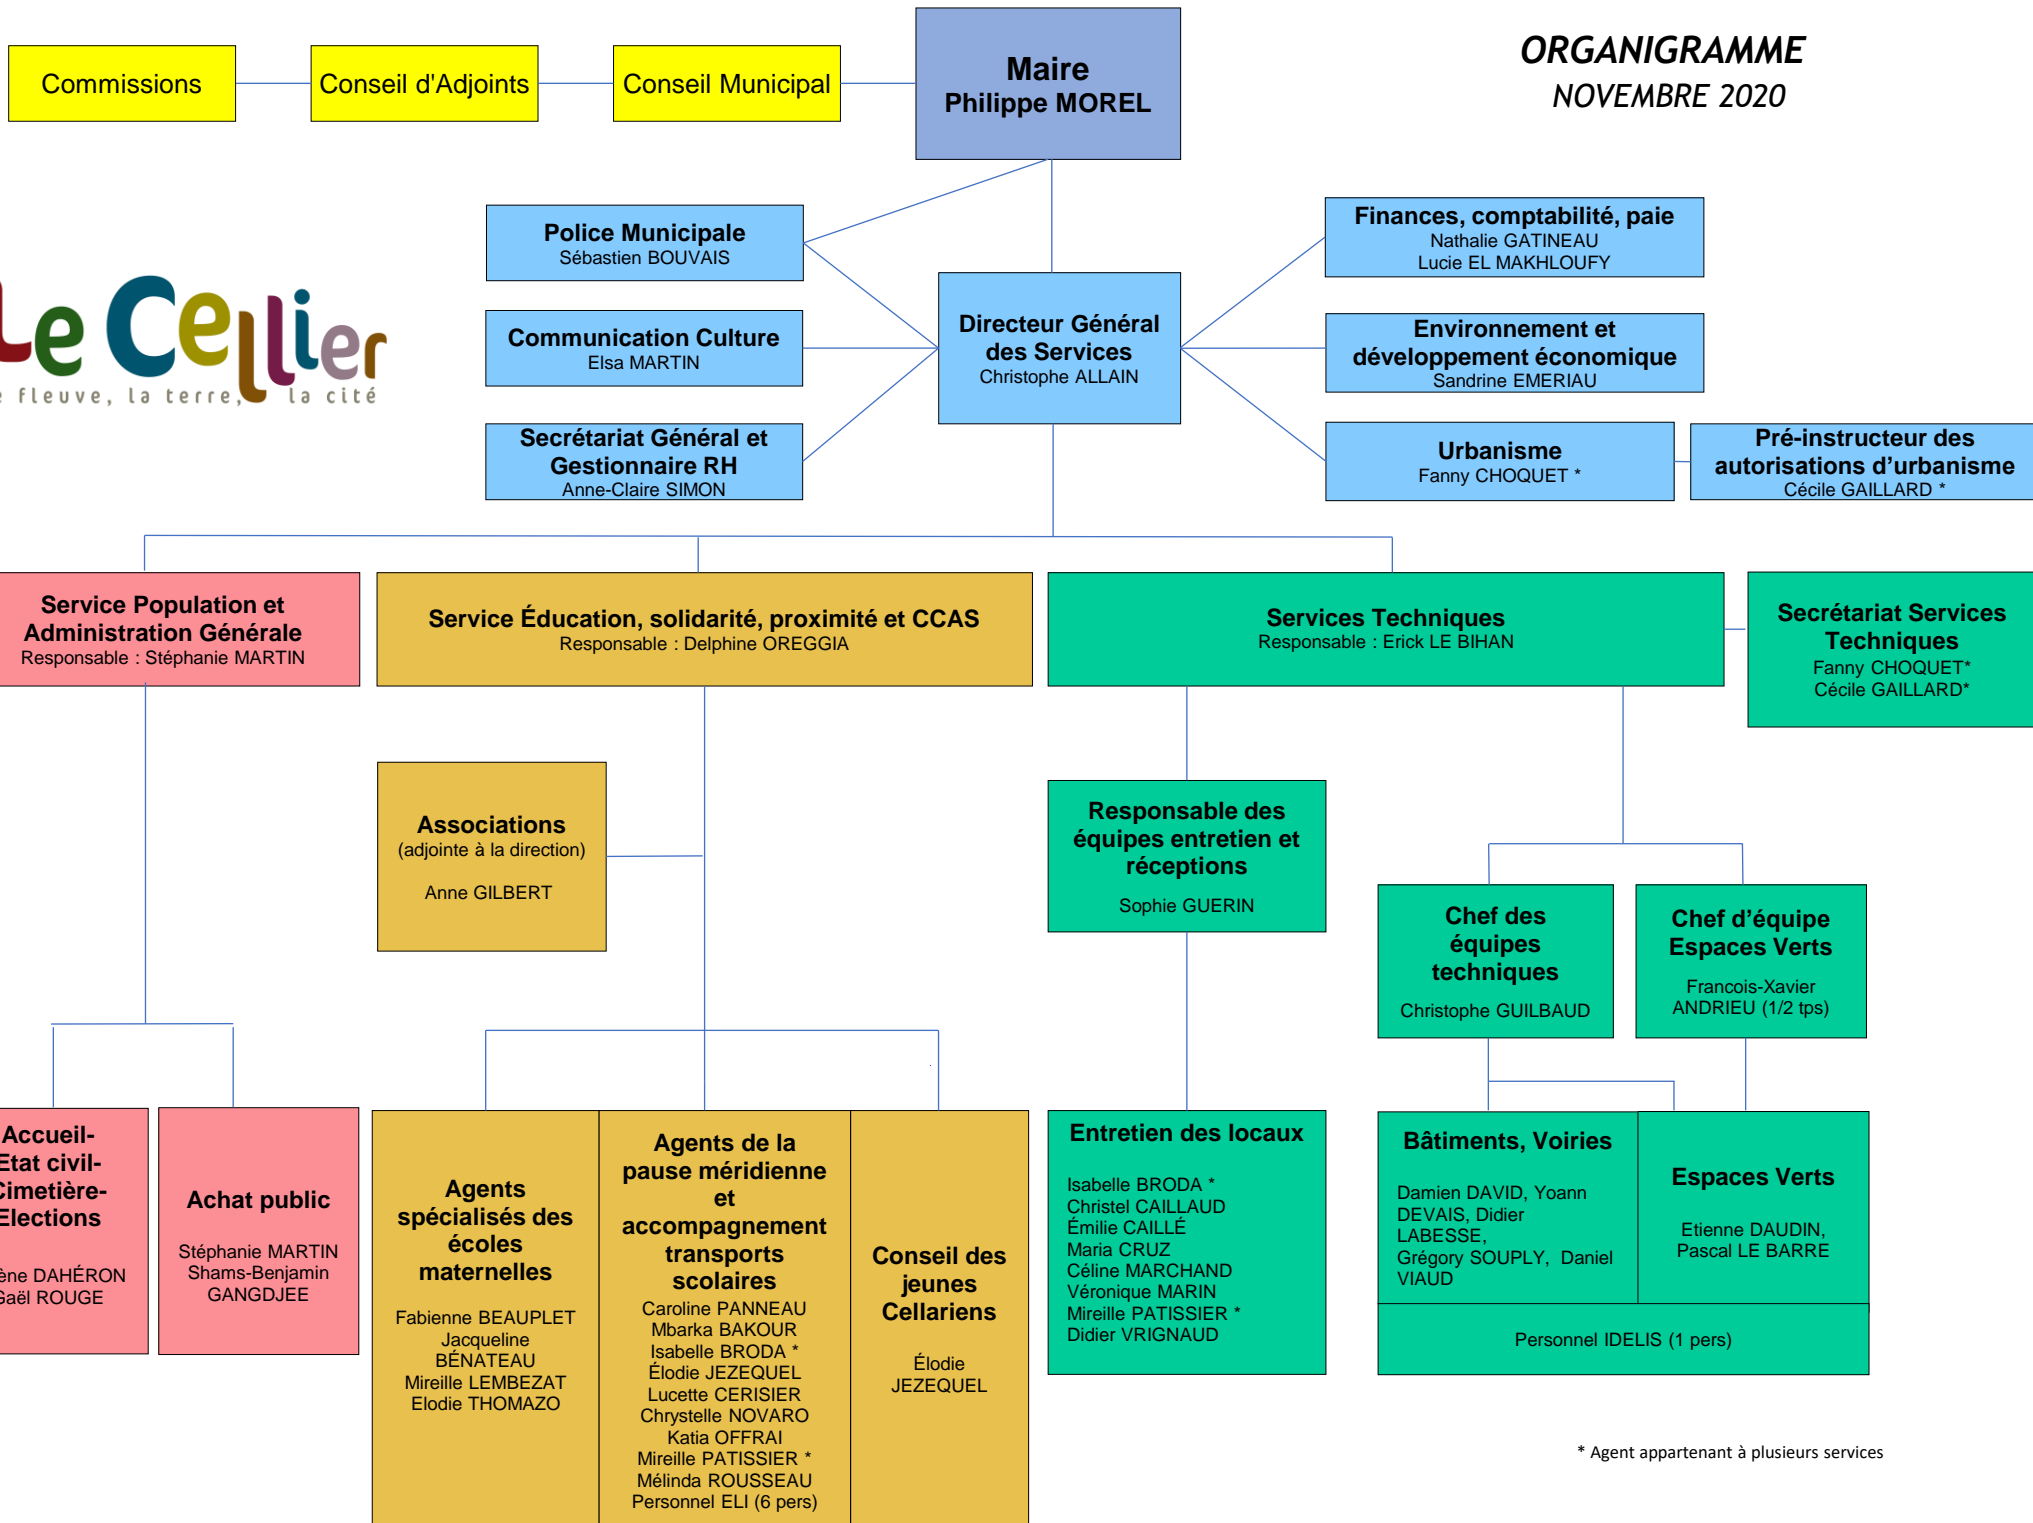 ORGANIGRAMME
NOVEMBRE 2020
Commissions
Conseil d'Adjoints
Conseil Municipal
Maire
Philippe MOREL
Police Municipale
Sébastien BOUVAIS
Communication Culture
Elsa MARTIN
Secrétariat Général et
Gestionnaire RH
Anne-Claire SIMON
Directeur Général
des Services
Christophe ALLAIN
Finances, comptabilité, paie
Nathalie GATINEAU
Lucie EL MAKHLOUFY
Environnement et
développement économique
Sandrine EMERIAU
Urbanisme
Fanny CHOQUET *
Pré-instructeur des
autorisations d’urbanisme
Cécile GAILLARD *
Le Cellier
fleuve, la terre, la cité
Service Population et
Administration Générale
Responsable : Stéphanie MARTIN
Service Éducation, solidarité, proximité et CCAS
Responsable : Delphine OREGGIA
Services Techniques
Responsable : Erick LE BIHAN
Secrétariat Services
Techniques
Fanny CHOQUET*
Cécile GAILLARD*
Associations
(adjointe à la direction)
Anne GILBERT
Responsable des
équipes entretien et
réceptions
Sophie GUERIN
Chef des
équipes
techniques
Christophe GUILBAUD
Chef d’équipe
Espaces Verts
Francois-Xavier
ANDRIEU (1/2 tps)
Accueil-
Etat civil-
Cimetière-
Elections
DAHÉRON
Gaël ROUGE
Achat public
Stéphanie MARTIN
Shams-Benjamin
GANGDJEE
Agents
spécialisés des
écoles
maternelles
Fabienne BEAUPLET
Jacqueline
BÉNATEAU
Mireille LEMBEZAT
Elodie THOMAZO
Agents de la
pause méridienne
et
accompagnement
transports
scolaires
Caroline PANNEAU
Mbarka BAKOUR
Isabelle BRODA *
Élodie JEZEQUEL
Lucette CERISIER
Chrystelle NOVARO
Katia OFFRAI
Mireille PATISSIER *
Mélinda ROUSSEAU
Personnel ELI (6 pers)
Conseil des
jeunes
Cellariens
Élodie
JEZEQUEL
Entretien des locaux
Isabelle BRODA *
Christel CAILLAUD
Émilie CAILLÉ
Maria CRUZ
Céline MARCHAND
Véronique MARIN
Mireille PATISSIER *
Didier VRIGNAUD
Bâtiments, Voiries
Damien DAVID, Yoann
DEVAIS, Didier
LABESSE,
Grégory SOUPLY, Daniel
VIAUD
Espaces Verts
Etienne DAUDIN,
Pascal LE BARRE
Personnel IDELIS (1 pers)
* Agent appartenant à plusieurs services